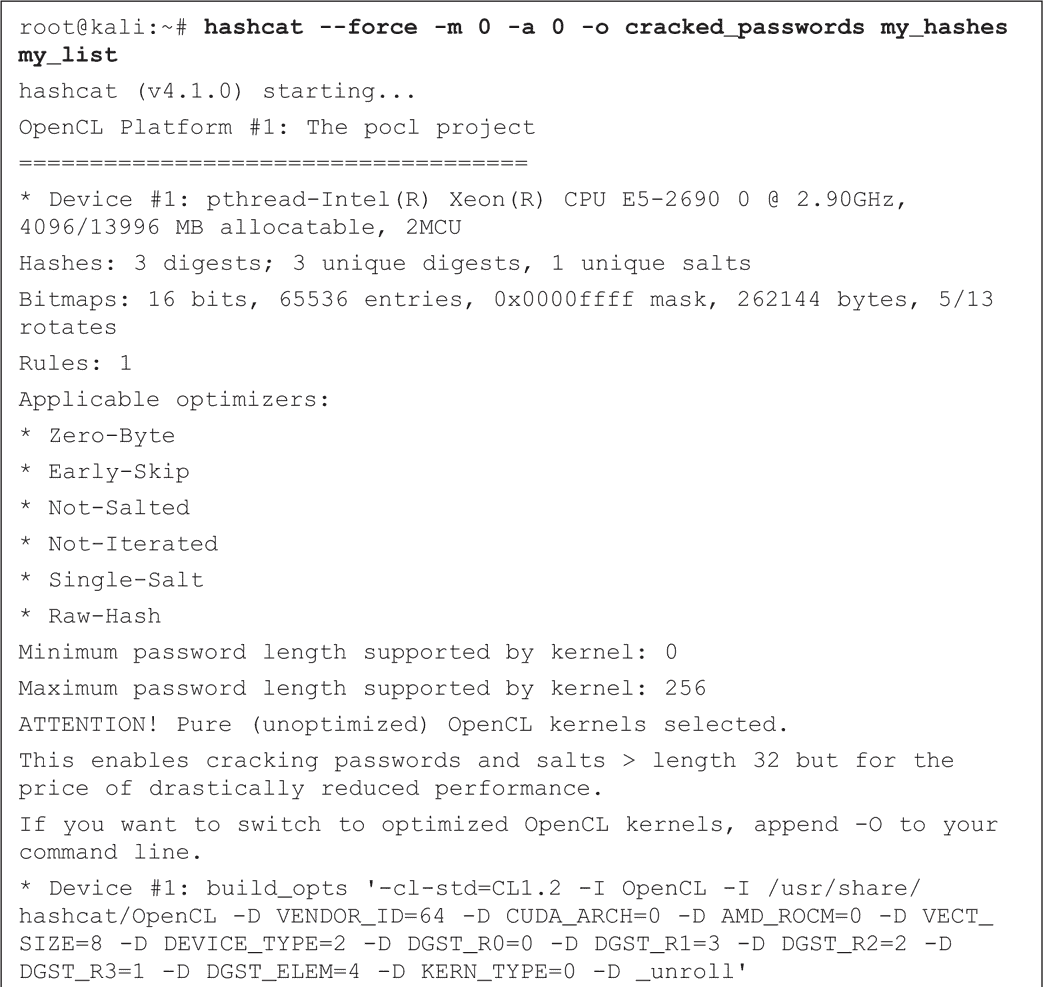 root@kali:~# hashcat --force -m 0 -a 0 -o cracked_passwords my_hashes
my_list
hashcat (v4.1.0) starting...
OpenCL Platform #1: The pocl project
====================================
* Device #1: pthread-Intel(R) Xeon(R) CPU E5-2690 0 @ 2.90GHz,
4096/13996 MB allocatable, 2MCU
Hashes: 3 digests; 3 unique digests, 1 unique salts
Bitmaps: 16 bits, 65536 entries, 0x0000ffff mask, 262144 bytes, 5/13
rotates
Rules: 1
Applicable optimizers:
* Zero-Byte
* Early-Skip
* Not-Salted
* Not-Iterated
* Single-Salt
* Raw-Hash
Minimum password length supported by kernel: 0
Maximum password length supported by kernel: 256
ATTENTION! Pure (unoptimized) OpenCL kernels selected.
This enables cracking passwords and salts > length 32 but for the
price of drastically reduced performance.
If you want to switch to optimized OpenCL kernels, append -O to your
command line.
* Device #1: build_opts '-cl-std=CL1.2 -I OpenCL -I /usr/share/
hashcat/OpenCL -D VENDOR_ID=64 -D CUDA_ARCH=0 -D AMD_ROCM=0 -D VECT_
SIZE=8 -D DEVICE_TYPE=2 -D DGST_R0=0 -D DGST_R1=3 -D DGST_R2=2 -D
DGST_R3=1 -D DGST_ELEM=4 -D KERN_TYPE=0 -D _unroll'